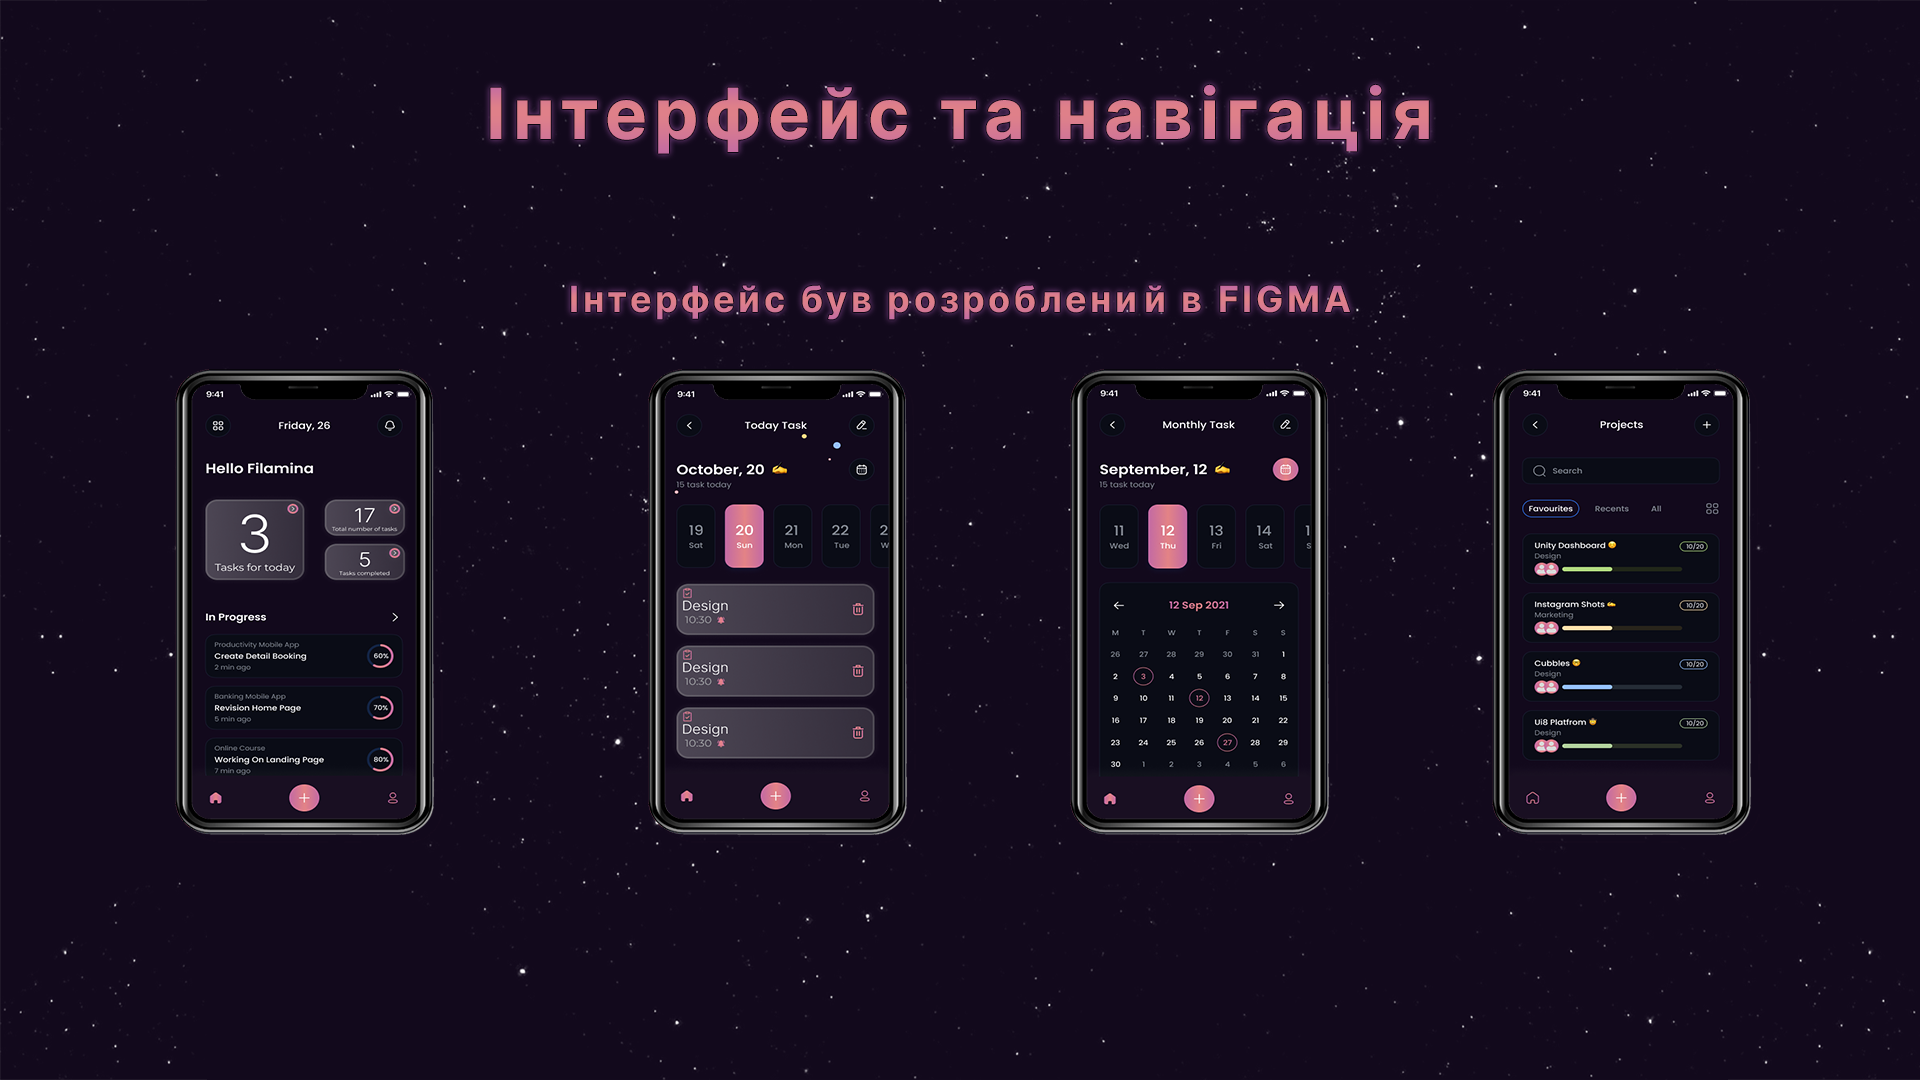 Інтерфейс та навігація
Інтерфейс був розроблений в FIGMA
9:41
Friday, 26
Hello Filamina
3
Tasks for today
17
Total number of tasks
5
Tasks completed
In Progress
Productivity Mobile App
Create Detail Booking
2 min ago
60%
Banking Mobile App
Revision Home Page
5 min ago
70%
Online Course
Working On Landing Page
7 min ago
80%
9:41
Today Task
October, 20 ✍️
15 task today
19 20 21 22 2
Sat Sun Mon Tue W
Design
10:30
Design
10:30
Design
10:30
9:41
Monthly Task
September, 12 ✍️
15 task today
11 12 13 14 1
Wed Thu Fri Sat S
12 Sep 2021
M T W T F S S
26 27 28 29 30 31 1
2 3 4 5 6 7 8
9 10 11 12 13 14 15
16 17 18 19 20 21 22
23 24 25 26 27 28 29
30 1 2 3 4 5 6
9:41
Projects
Search
Favourites Recents All
Unity Dashboard
10/20
Design
Instagram Shots ✍️
10/20
Marketing
Cubbles
10/20
Design
Ui8 Platfrom
10/20
Design